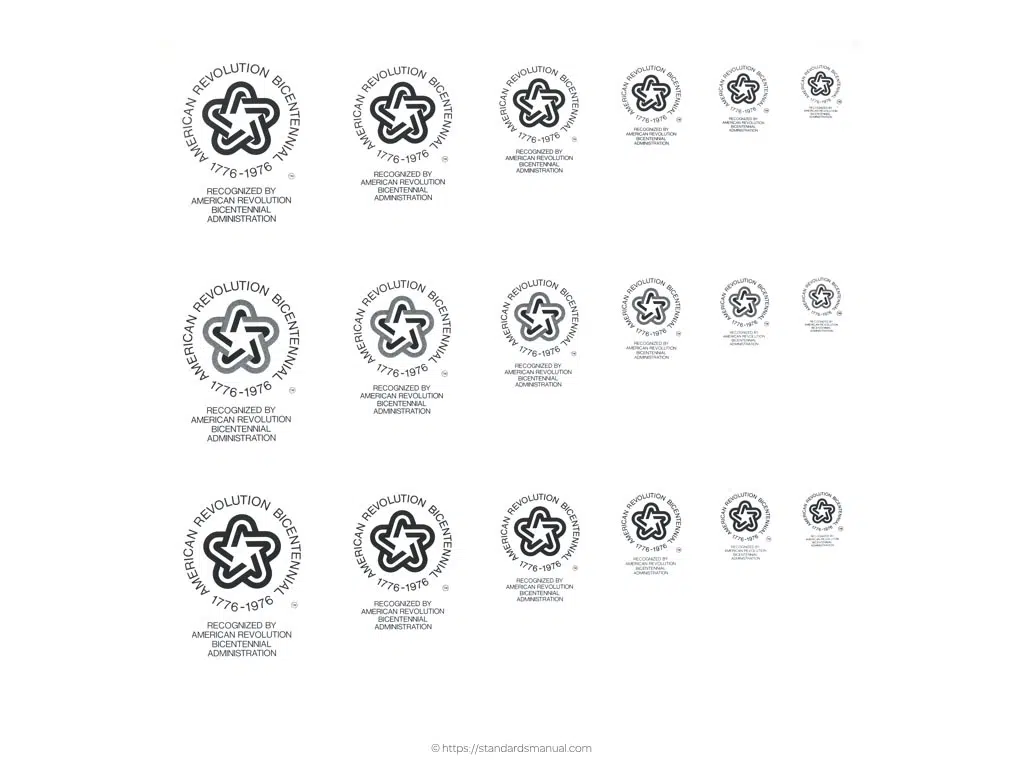 AMERICAN REVOLUTION BICENTENNIAL
1776-1976
TM
RECOGNIZED BY
AMERICAN REVOLUTION
BICENTENNIAL
ADMINISTRATION
AMERICAN REVOLUTION BICENTENNIAL
1776-1976
TM
RECOGNIZED BY
AMERICAN REVOLUTION
BICENTENNIAL
ADMINISTRATION
AMERICAN REVOLUTION BICENTENNIAL
1776-1976
RECOGNIZED BY
AMERICAN REVOLUTION
BICENTENNIAL
ADMINISTRATION
AMERICAN REVOLUTION BICENTENNIAL
1776-1976
RECOGNIZED BY
AMERICAN REVOLUTION
BICENTENNIAL
ADMINISTRATION
AMERICAN REVOLUTION BICENTENNIAL
1776-1976
RECOGNIZED BY
AMERICAN REVOLUTION
BICENTENNIAL
ADMINISTRATION
AMERICAN REVOLUTION BICENTENNIAL
1776-1976
RECOGNIZED BY
AMERICAN REVOLUTION
BICENTENNIAL
ADMINISTRATION
AMERICAN REVOLUTION BICENTENNIAL
1776-1976
TM
RECOGNIZED BY
AMERICAN REVOLUTION
BICENTENNIAL
ADMINISTRATION
AMERICAN REVOLUTION BICENTENNIAL
1776-1976
TM
RECOGNIZED BY
AMERICAN REVOLUTION
BICENTENNIAL
ADMINISTRATION
AMERICAN REVOLUTION BICENTENNIAL
1776-1976
RECOGNIZED BY
AMERICAN REVOLUTION
BICENTENNIAL
ADMINISTRATION
AMERICAN REVOLUTION BICENTENNIAL
1776-1976
RECOGNIZED BY
AMERICAN REVOLUTION
BICENTENNIAL
ADMINISTRATION
AMERICAN REVOLUTION BICENTENNIAL
1776-1976
RECOGNIZED BY
AMERICAN REVOLUTION
BICENTENNIAL
ADMINISTRATION
AMERICAN REVOLUTION BICENTENNIAL
1776-1976
RECOGNIZED BY
AMERICAN REVOLUTION
BICENTENNIAL
ADMINISTRATION
AMERICAN REVOLUTION BICENTENNIAL
1776-1976
TM
RECOGNIZED BY
AMERICAN REVOLUTION
BICENTENNIAL
ADMINISTRATION
AMERICAN REVOLUTION BICENTENNIAL
1776-1976
TM
RECOGNIZED BY
AMERICAN REVOLUTION
BICENTENNIAL
ADMINISTRATION
AMERICAN REVOLUTION BICENTENNIAL
1776-1976
RECOGNIZED BY
AMERICAN REVOLUTION
BICENTENNIAL
ADMINISTRATION
AMERICAN REVOLUTION BICENTENNIAL
1776-1976
RECOGNIZED BY
AMERICAN REVOLUTION
BICENTENNIAL
ADMINISTRATION
AMERICAN REVOLUTION BICENTENNIAL
1776-1976
RECOGNIZED BY
AMERICAN REVOLUTION
BICENTENNIAL
ADMINISTRATION
AMERICAN REVOLUTION BICENTENNIAL
1776-1976
RECOGNIZED BY
AMERICAN REVOLUTION
BICENTENNIAL
ADMINISTRATION
© https://standardsmanual.com